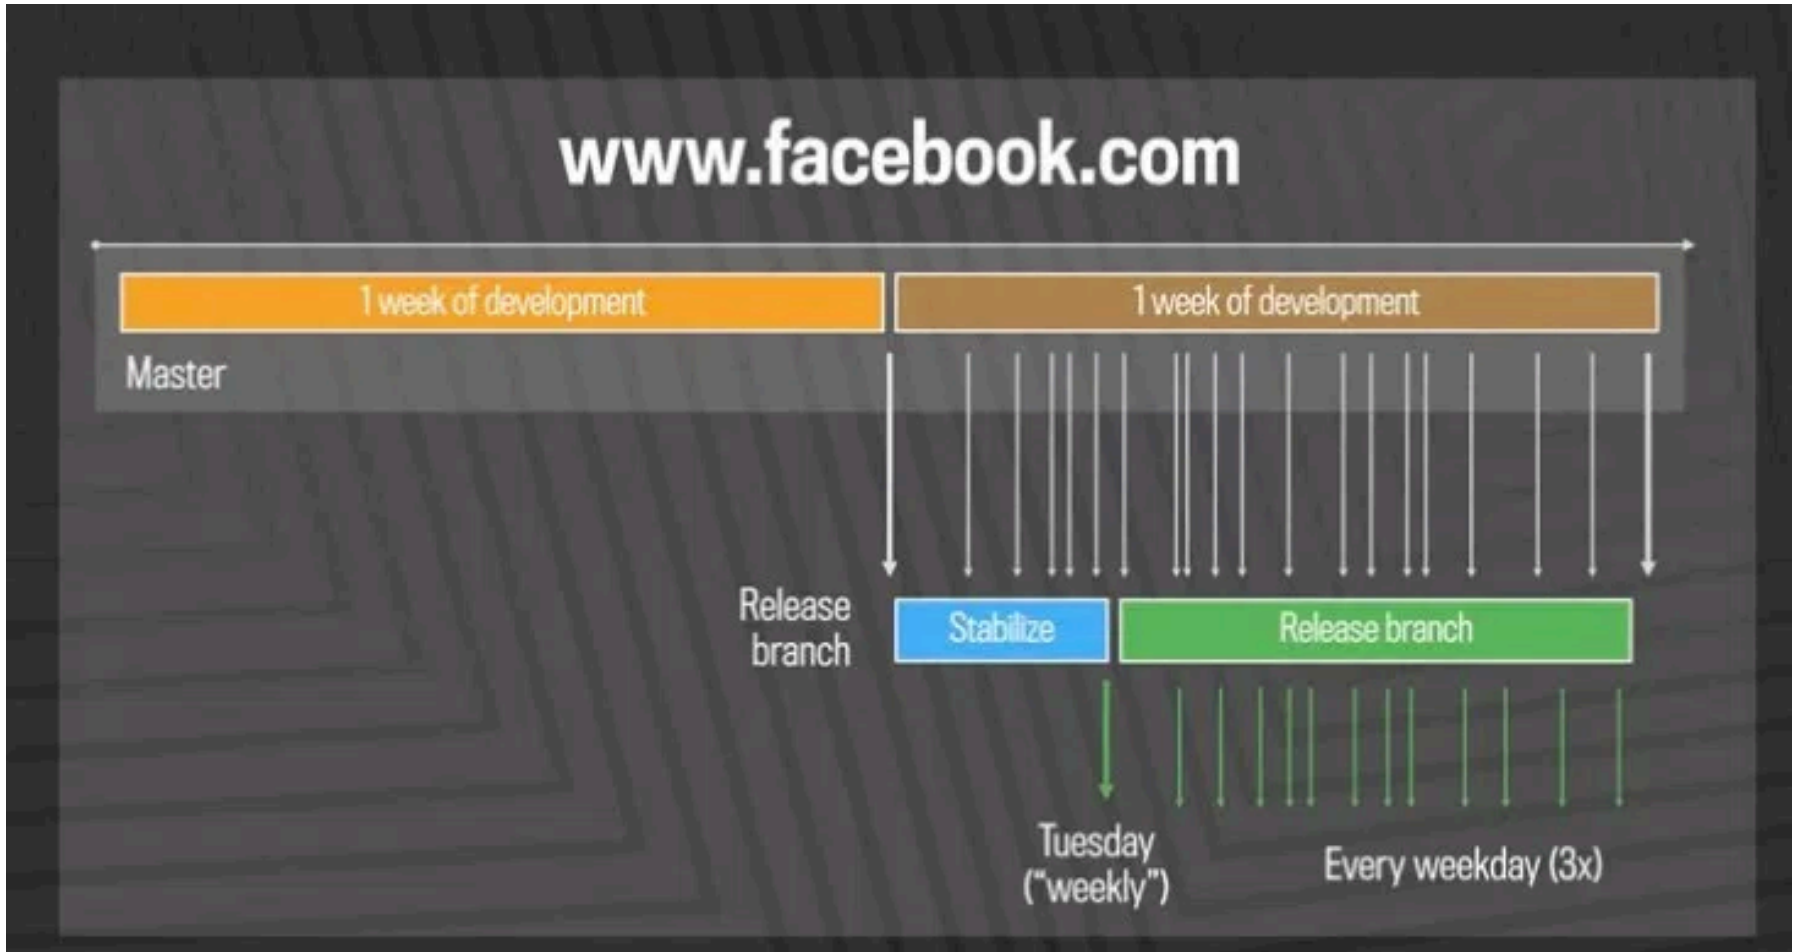 www.facebook.com
1 week of development
1 week of development
Master
Release
branch
Stabilize
Release branch
Tuesday
(“weekly”)
Every weekday (3x)